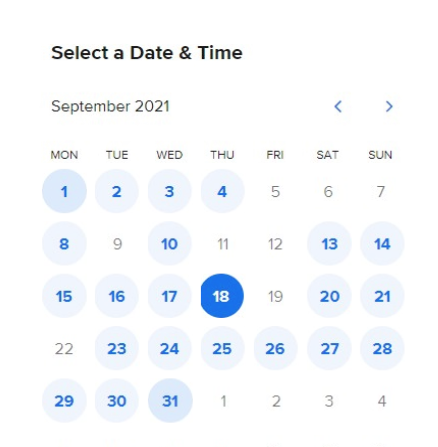 Select a Date & Time
September 2021
MON TUE WED THU FRI SAT SUN
1 2 3 4 5 6 7
8 9 10 11 12 13 14
15 16 17 18 19 20 21
22 23 24 25 26 27 28
29 30 31 1 2 3 4